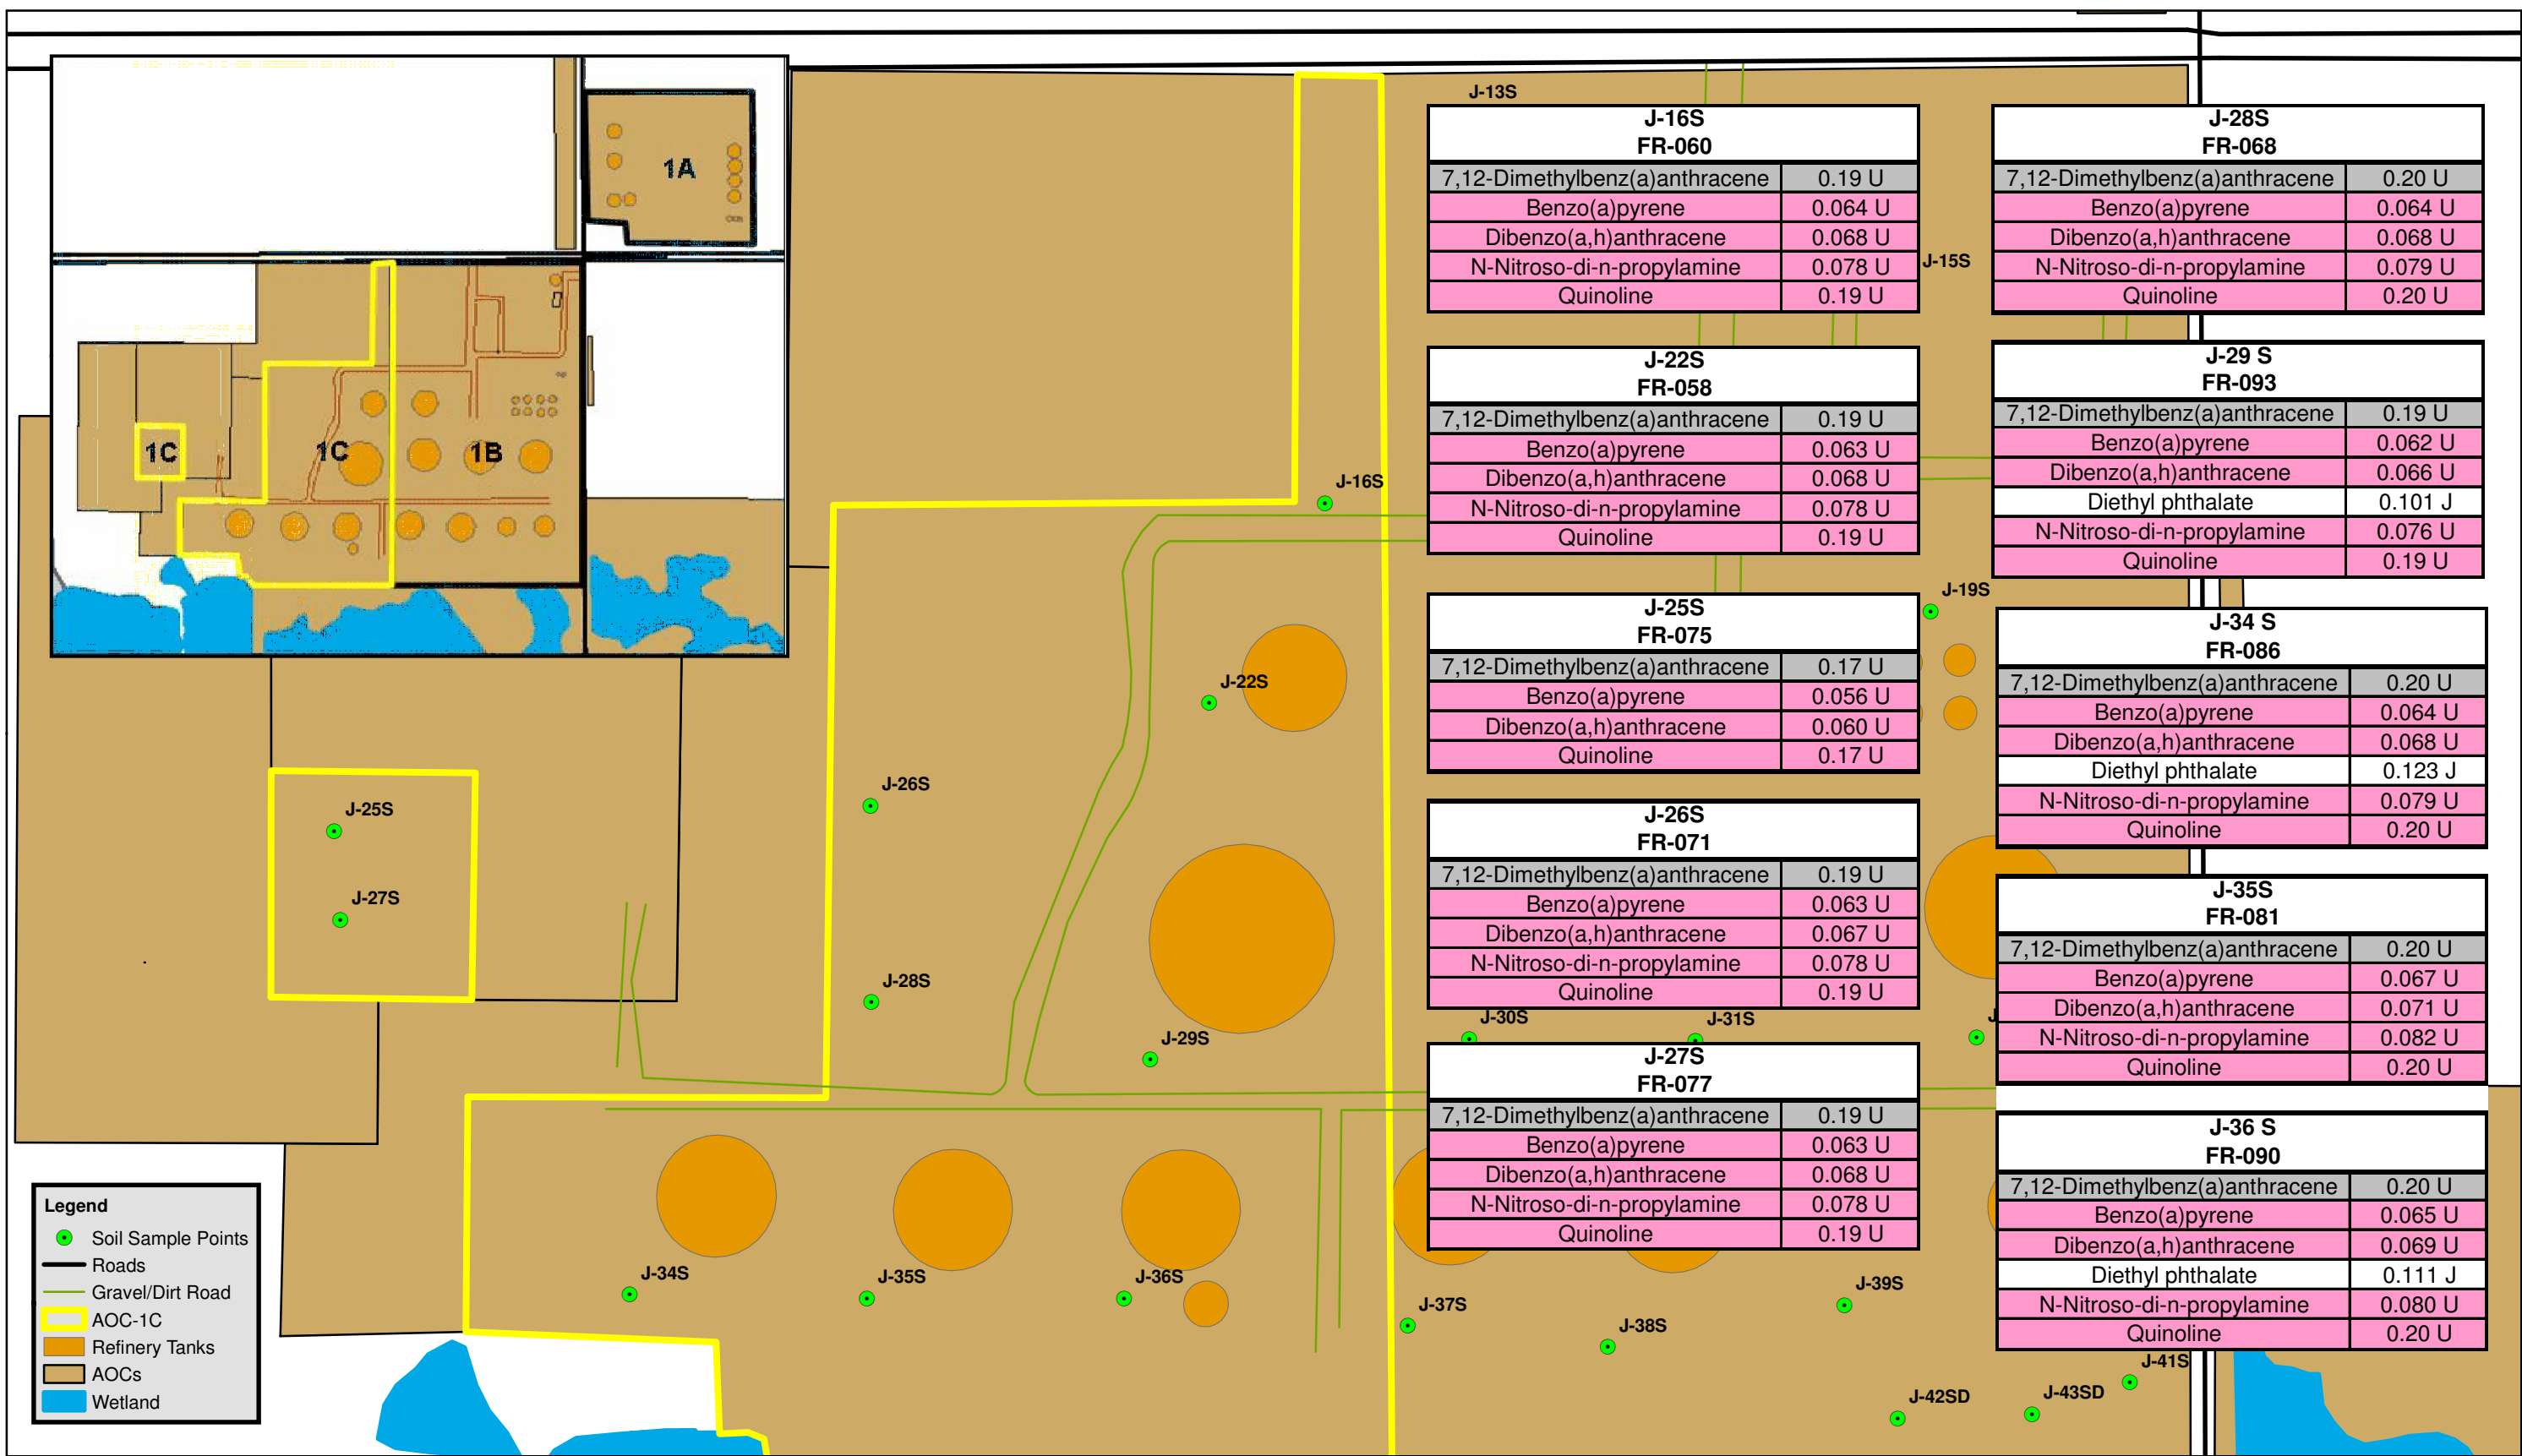 1A
1C
1C
1B
J-13S
J-15S
J-16S
J-19S
J-22S
J-25S
J-26S
J-27S
J-28S
J-29S
J-30S
J-31S
J
J-34S
J-35S
J-36S
J-37S
J-38S
J-39S
J-41S
J-42SD
J-43SD
J-16S
FR-060
7,12-Dimethylbenz(a)anthracene 0.19 U
Benzo(a)pyrene 0.064 U
Dibenzo(a,h)anthracene 0.068 U
N-Nitroso-di-n-propylamine 0.078 U
Quinoline 0.19 U
J-22S
FR-058
7,12-Dimethylbenz(a)anthracene 0.19 U
Benzo(a)pyrene 0.063 U
Dibenzo(a,h)anthracene 0.068 U
N-Nitroso-di-n-propylamine 0.078 U
Quinoline 0.19 U
J-25S
FR-075
7,12-Dimethylbenz(a)anthracene 0.17 U
Benzo(a)pyrene 0.056 U
Dibenzo(a,h)anthracene 0.060 U
Quinoline 0.17 U
J-26S
FR-071
7,12-Dimethylbenz(a)anthracene 0.19 U
Benzo(a)pyrene 0.063 U
Dibenzo(a,h)anthracene 0.067 U
N-Nitroso-di-n-propylamine 0.078 U
Quinoline 0.19 U
J-27S
FR-077
7,12-Dimethylbenz(a)anthracene 0.19 U
Benzo(a)pyrene 0.063 U
Dibenzo(a,h)anthracene 0.068 U
N-Nitroso-di-n-propylamine 0.078 U
Quinoline 0.19 U
J-28S
FR-068
7,12-Dimethylbenz(a)anthracene 0.20 U
Benzo(a)pyrene 0.064 U
Dibenzo(a,h)anthracene 0.068 U
N-Nitroso-di-n-propylamine 0.079 U
Quinoline 0.20 U
J-29 S
FR-093
7,12-Dimethylbenz(a)anthracene 0.19 U
Benzo(a)pyrene 0.062 U
Dibenzo(a,h)anthracene 0.066 U
Diethyl phthalate 0.101 J
N-Nitroso-di-n-propylamine 0.076 U
Quinoline 0.19 U
J-34 S
FR-086
7,12-Dimethylbenz(a)anthracene 0.20 U
Benzo(a)pyrene 0.064 U
Dibenzo(a,h)anthracene 0.068 U
Diethyl phthalate 0.123 J
N-Nitroso-di-n-propylamine 0.079 U
Quinoline 0.20 U
J-35S
FR-081
7,12-Dimethylbenz(a)anthracene 0.20 U
Benzo(a)pyrene 0.067 U
Dibenzo(a,h)anthracene 0.071 U
N-Nitroso-di-n-propylamine 0.082 U
Quinoline 0.20 U
J-36 S
FR-090
7,12-Dimethylbenz(a)anthracene 0.20 U
Benzo(a)pyrene 0.065 U
Dibenzo(a,h)anthracene 0.069 U
Diethyl phthalate 0.111 J
N-Nitroso-di-n-propylamine 0.080 U
Quinoline 0.20 U
Legend
Soil Sample Points
Roads
Gravel/Dirt Road
AOC-1C
Refinery Tanks
AOCs
Wetland